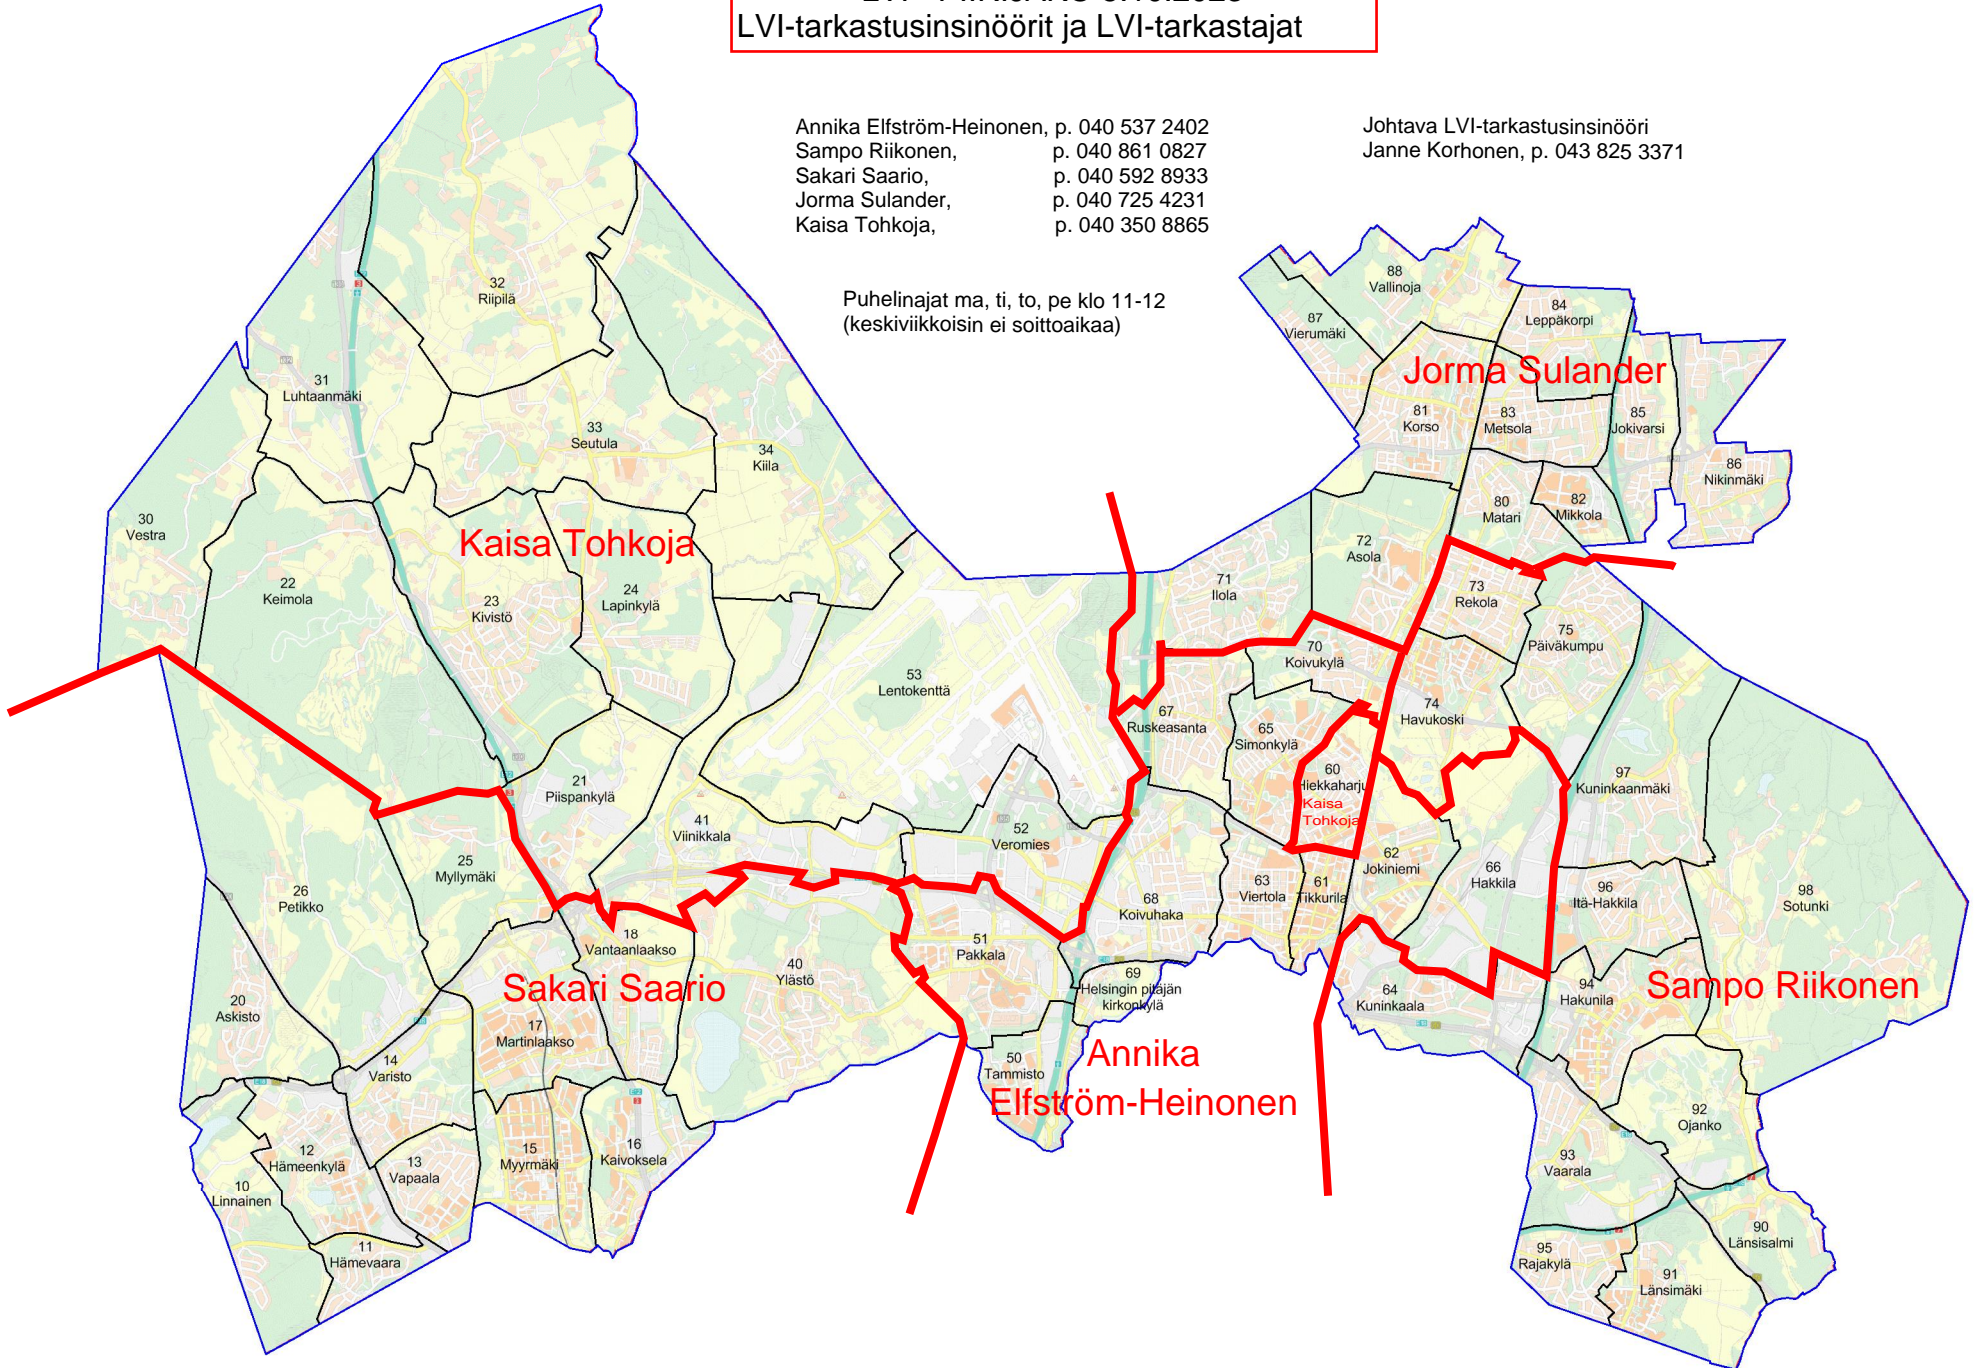 LVI-tarkastusinsinöörit ja LVI-tarkastajat
Annika Elfström-Heinonen, p. 040 537 2402
Sampo Riikonen, p. 040 861 0827
Sakari Saario, p. 040 592 8933
Jorma Sulander, p. 040 725 4231
Kaisa Tohkoja, p. 040 350 8865
Johtava LVI-tarkastusinsinööri
Janne Korhonen, p. 043 825 3371
Puhelinajat ma, ti, to, pe klo 11-12
(keskiviikkoisin ei soittoaikaa)
32
Riipilä
31
Luhtaanmäki
33
Seutula
34
Kiila
30
Vestra
22
Keimola
23
Kivistö
24
Lapinkylä
Kaisa Tohkoja
88
Vallinoja
87
Vierumäki
84
Leppäkorpi
Jorma Sulander
81
Korso
83
Metsola
85
Jokivarsi
86
Nikinmäki
80
Matari
82
Mikkola
72
Asola
71
Ilola
73
Rekola
75
Päiväkumpu
70
Koivukylä
74
Havukoski
53
Lentokenttä
67
Ruskeasanta
65
Simonkylä
60
Hiekkaharju
Kaisa
Tohkoja
97
Kuninkaanmäki
21
Piispankylä
41
Viinikkala
52
Veromies
25
Myllymäki
26
Petikko
62
Jokiniemi
66
Hakkila
63
Viertola
61
Tikkurila
68
Koivuhaka
96
Itä-Hakkila
98
Sotunki
18
Vantaanlaakso
40
Ylästö
51
Pakkala
69
Helsingin pitäjän
kirkonkylä
Sakari Saario
64
Kuninkaala
94
Hakunila
Sampo Riikonen
20
Askisto
17
Martinlaakso
14
Varisto
50
Tammisto
Annika
Elfström-Heinonen
92
Ojanko
12
Hämeenkylä
13
Vapaala
15
Myyrmäki
16
Kaivoksela
10
Linnainen
93
Vaarala
11
Hämevaara
90
Länsisalmi
95
Rajakylä
91
Länsimäki